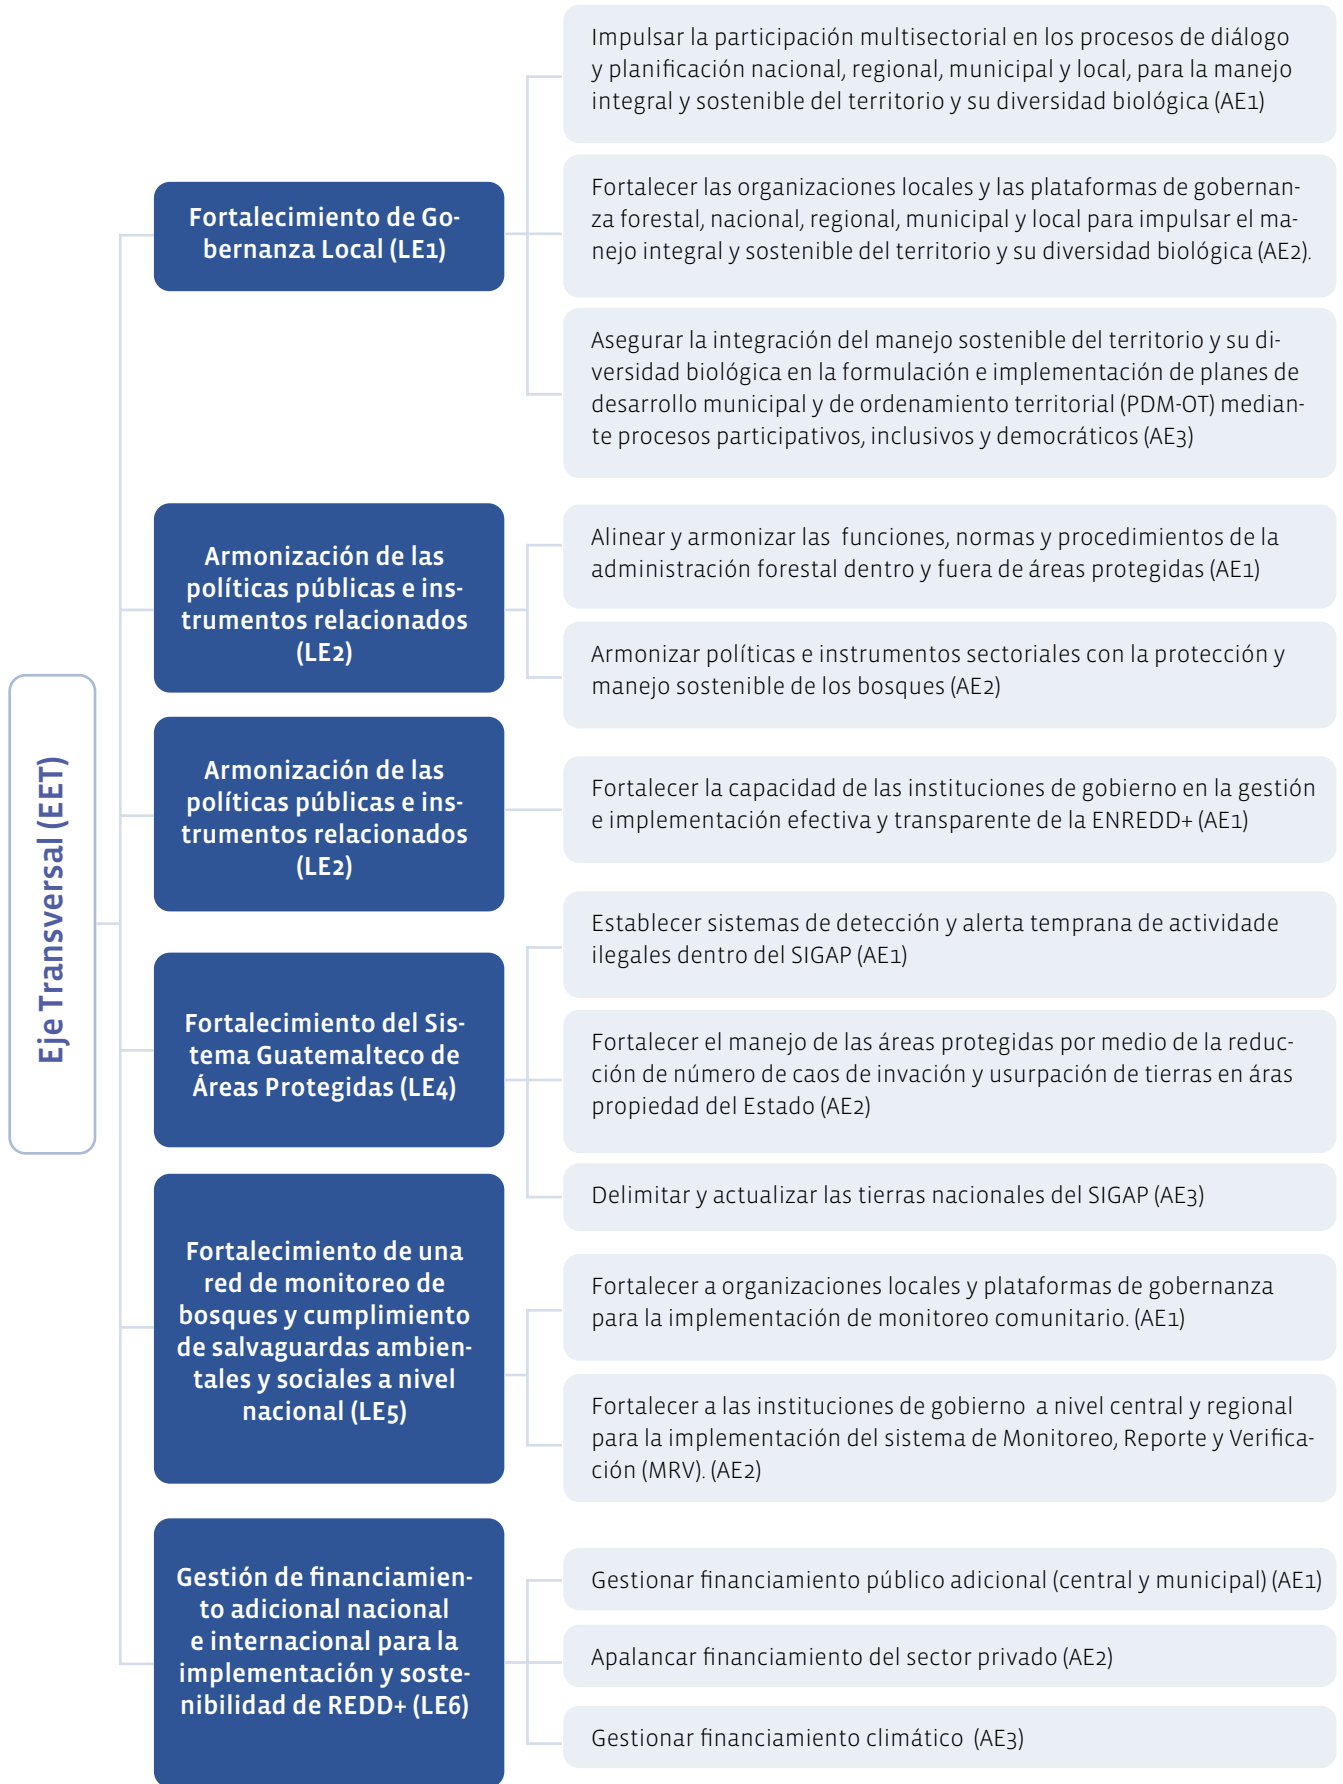 Eje Transversal (EET)
Fortalecimiento de Go-
bernanza Local (LE1)
Impulsar la participación multisectorial en los procesos de diálogo
y planificación nacional, regional, municipal y local, para la manejo
integral y sostenible del territorio y su diversidad biológica (AE1)
Fortalecer las organizaciones locales y las plataformas de gobernan-
za forestal, nacional, regional, municipal y local para impulsar el ma-
nejo integral y sostenible del territorio y su diversidad biológica (AE2).
Asegurar la integración del manejo sostenible del territorio y su di-
versidad biológica en la formulación e implementación de planes de
desarrollo municipal y de ordenamiento territorial (PDM-OT) median-
te procesos participativos, inclusivos y democráticos (AE3)
Armonización de las
políticas públicas e ins-
trumentos relacionados
(LE2)
Alinear y armonizar las funciones, normas y procedimientos de la
administración forestal dentro y fuera de áreas protegidas (AE1)
Armonizar políticas e instrumentos sectoriales con la protección y
manejo sostenible de los bosques (AE2)
Armonización de las
políticas públicas e ins-
trumentos relacionados
(LE2)
Fortalecer la capacidad de las instituciones de gobierno en la gestión
e implementación efectiva y transparente de la ENREDD+ (AE1)
Fortalecimiento del Sis-
tema Guatemalteco de
Áreas Protegidas (LE4)
Establecer sistemas de detección y alerta temprana de actividade
ilegales dentro del SIGAP (AE1)
Fortalecer el manejo de las áreas protegidas por medio de la reduc-
ción de número de caos de invación y usurpación de tierras en áras
propiedad del Estado (AE2)
Delimitar y actualizar las tierras nacionales del SIGAP (AE3)
Fortalecimiento de una
red de monitoreo de
bosques y cumplimiento
de salvaguardas ambien-
tales y sociales a nivel
nacional (LE5)
Fortalecer a organizaciones locales y plataformas de gobernanza
para la implementación de monitoreo comunitario. (AE1)
Fortalecer a las instituciones de gobierno a nivel central y regional
para la implementación del sistema de Monitoreo, Reporte y Verifica-
ción (MRV). (AE2)
Gestión de financiamien-
to adicional nacional
e internacional para la
implementación y soste-
nibilidad de REDD+ (LE6)
Gestionar financiamiento público adicional (central y municipal) (AE1)
Apalancar financiamiento del sector privado (AE2)
Gestionar financiamiento climático (AE3)